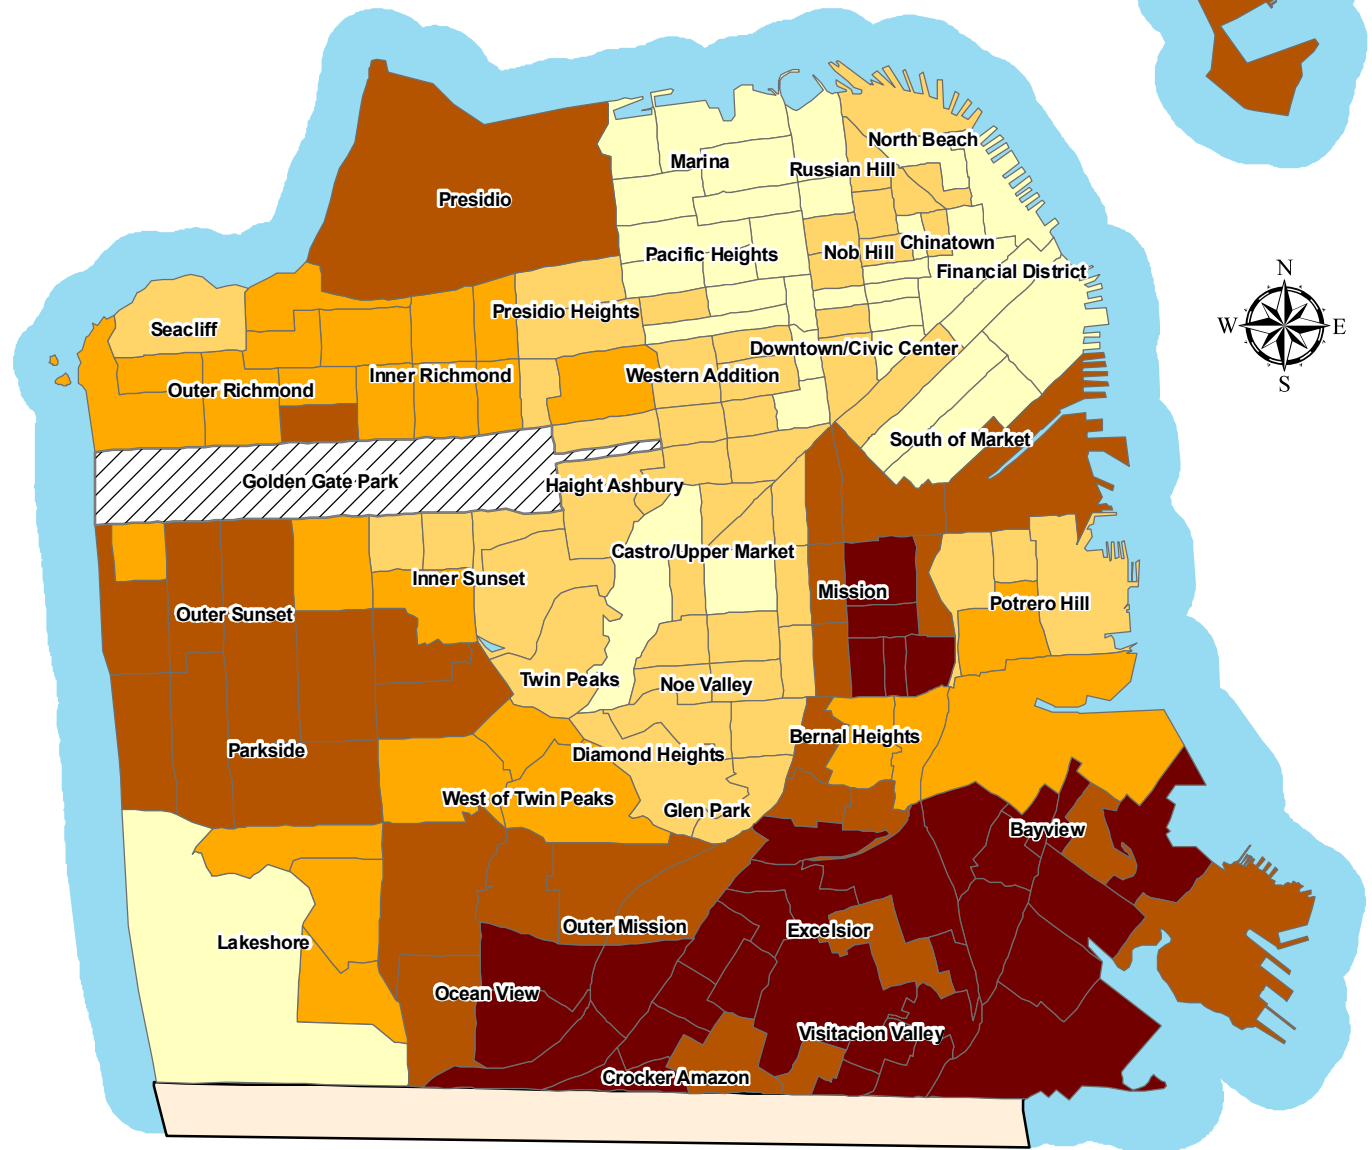 North Beach
Marina
Russian Hill
Presidio
Chinatown
Pacific Heights
Nob Hill
Financial District
N
W
E
S
Presidio Heights
Seacliff
Downtown/Civic Center
Inner Richmond
Western Addition
Outer Richmond
South of Market
Golden Gate Park
Haight Ashbury
Castro/Upper Market
Inner Sunset
Mission
Potrero Hill
Outer Sunset
Twin Peaks
Noe Valley
Bernal Heights
Parkside
Diamond Heights
West of Twin Peaks
Glen Park
Bayview
Outer Mission
Excelsior
Lakeshore
Ocean View
Visitacion Valley
Crocker Amazon